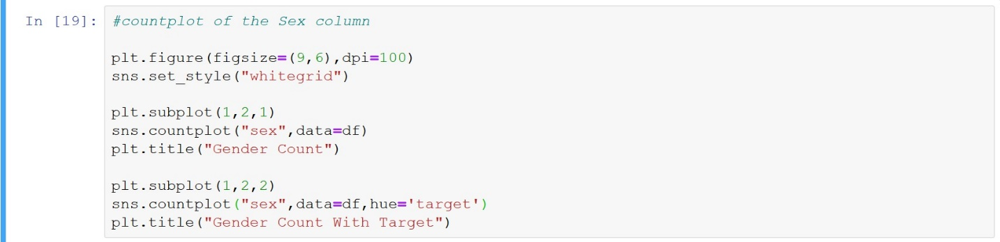 In [19]: #countplot of the Sex column
plt.figure(figsize=(9,6),dpi=100)
sns.set_style("whitegrid")
plt.subplot(1,2,1)
sns.countplot("sex",data=df)
plt.title("Gender Count")
plt.subplot(1,2,2)
sns.countplot("sex",data=df,hue='target')
plt.title("Gender Count With Target")